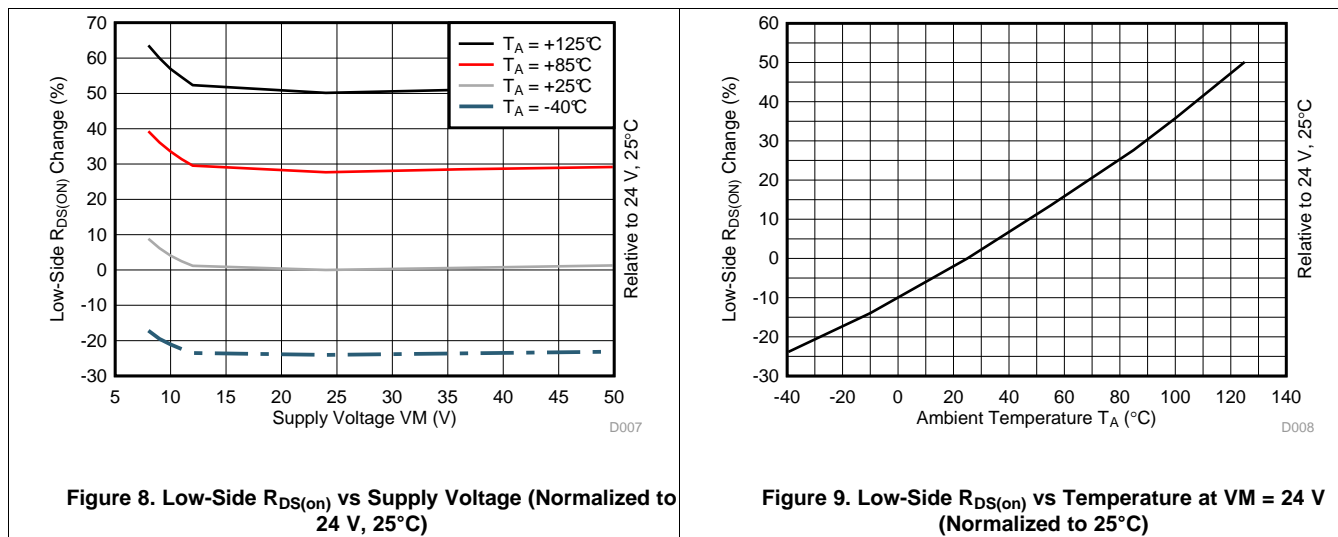 70
60
50
40
30
20
10
0
-10
-20
-30
Low-Side RDS(ON) Change (%)
5 10 15 20 25 30 35 40 45 50
Supply Voltage VM (V)
Relative to 24 V, 25°C
TA = +125°C
TA = +85°C
TA = +25°C
TA = -40°C
D007
Figure 8. Low-Side RDS(on) vs Supply Voltage (Normalized to
24 V, 25°C)
60
50
40
30
20
10
0
-10
-20
-30
Low-Side RDS(ON) Change (%)
-40 -20 0 20 40 60 80 100 120 140
Ambient Temperature TA (°C)
Relative to 24 V, 25°C
D008
Figure 9. Low-Side RDS(on) vs Temperature at VM = 24 V
(Normalized to 25°C)